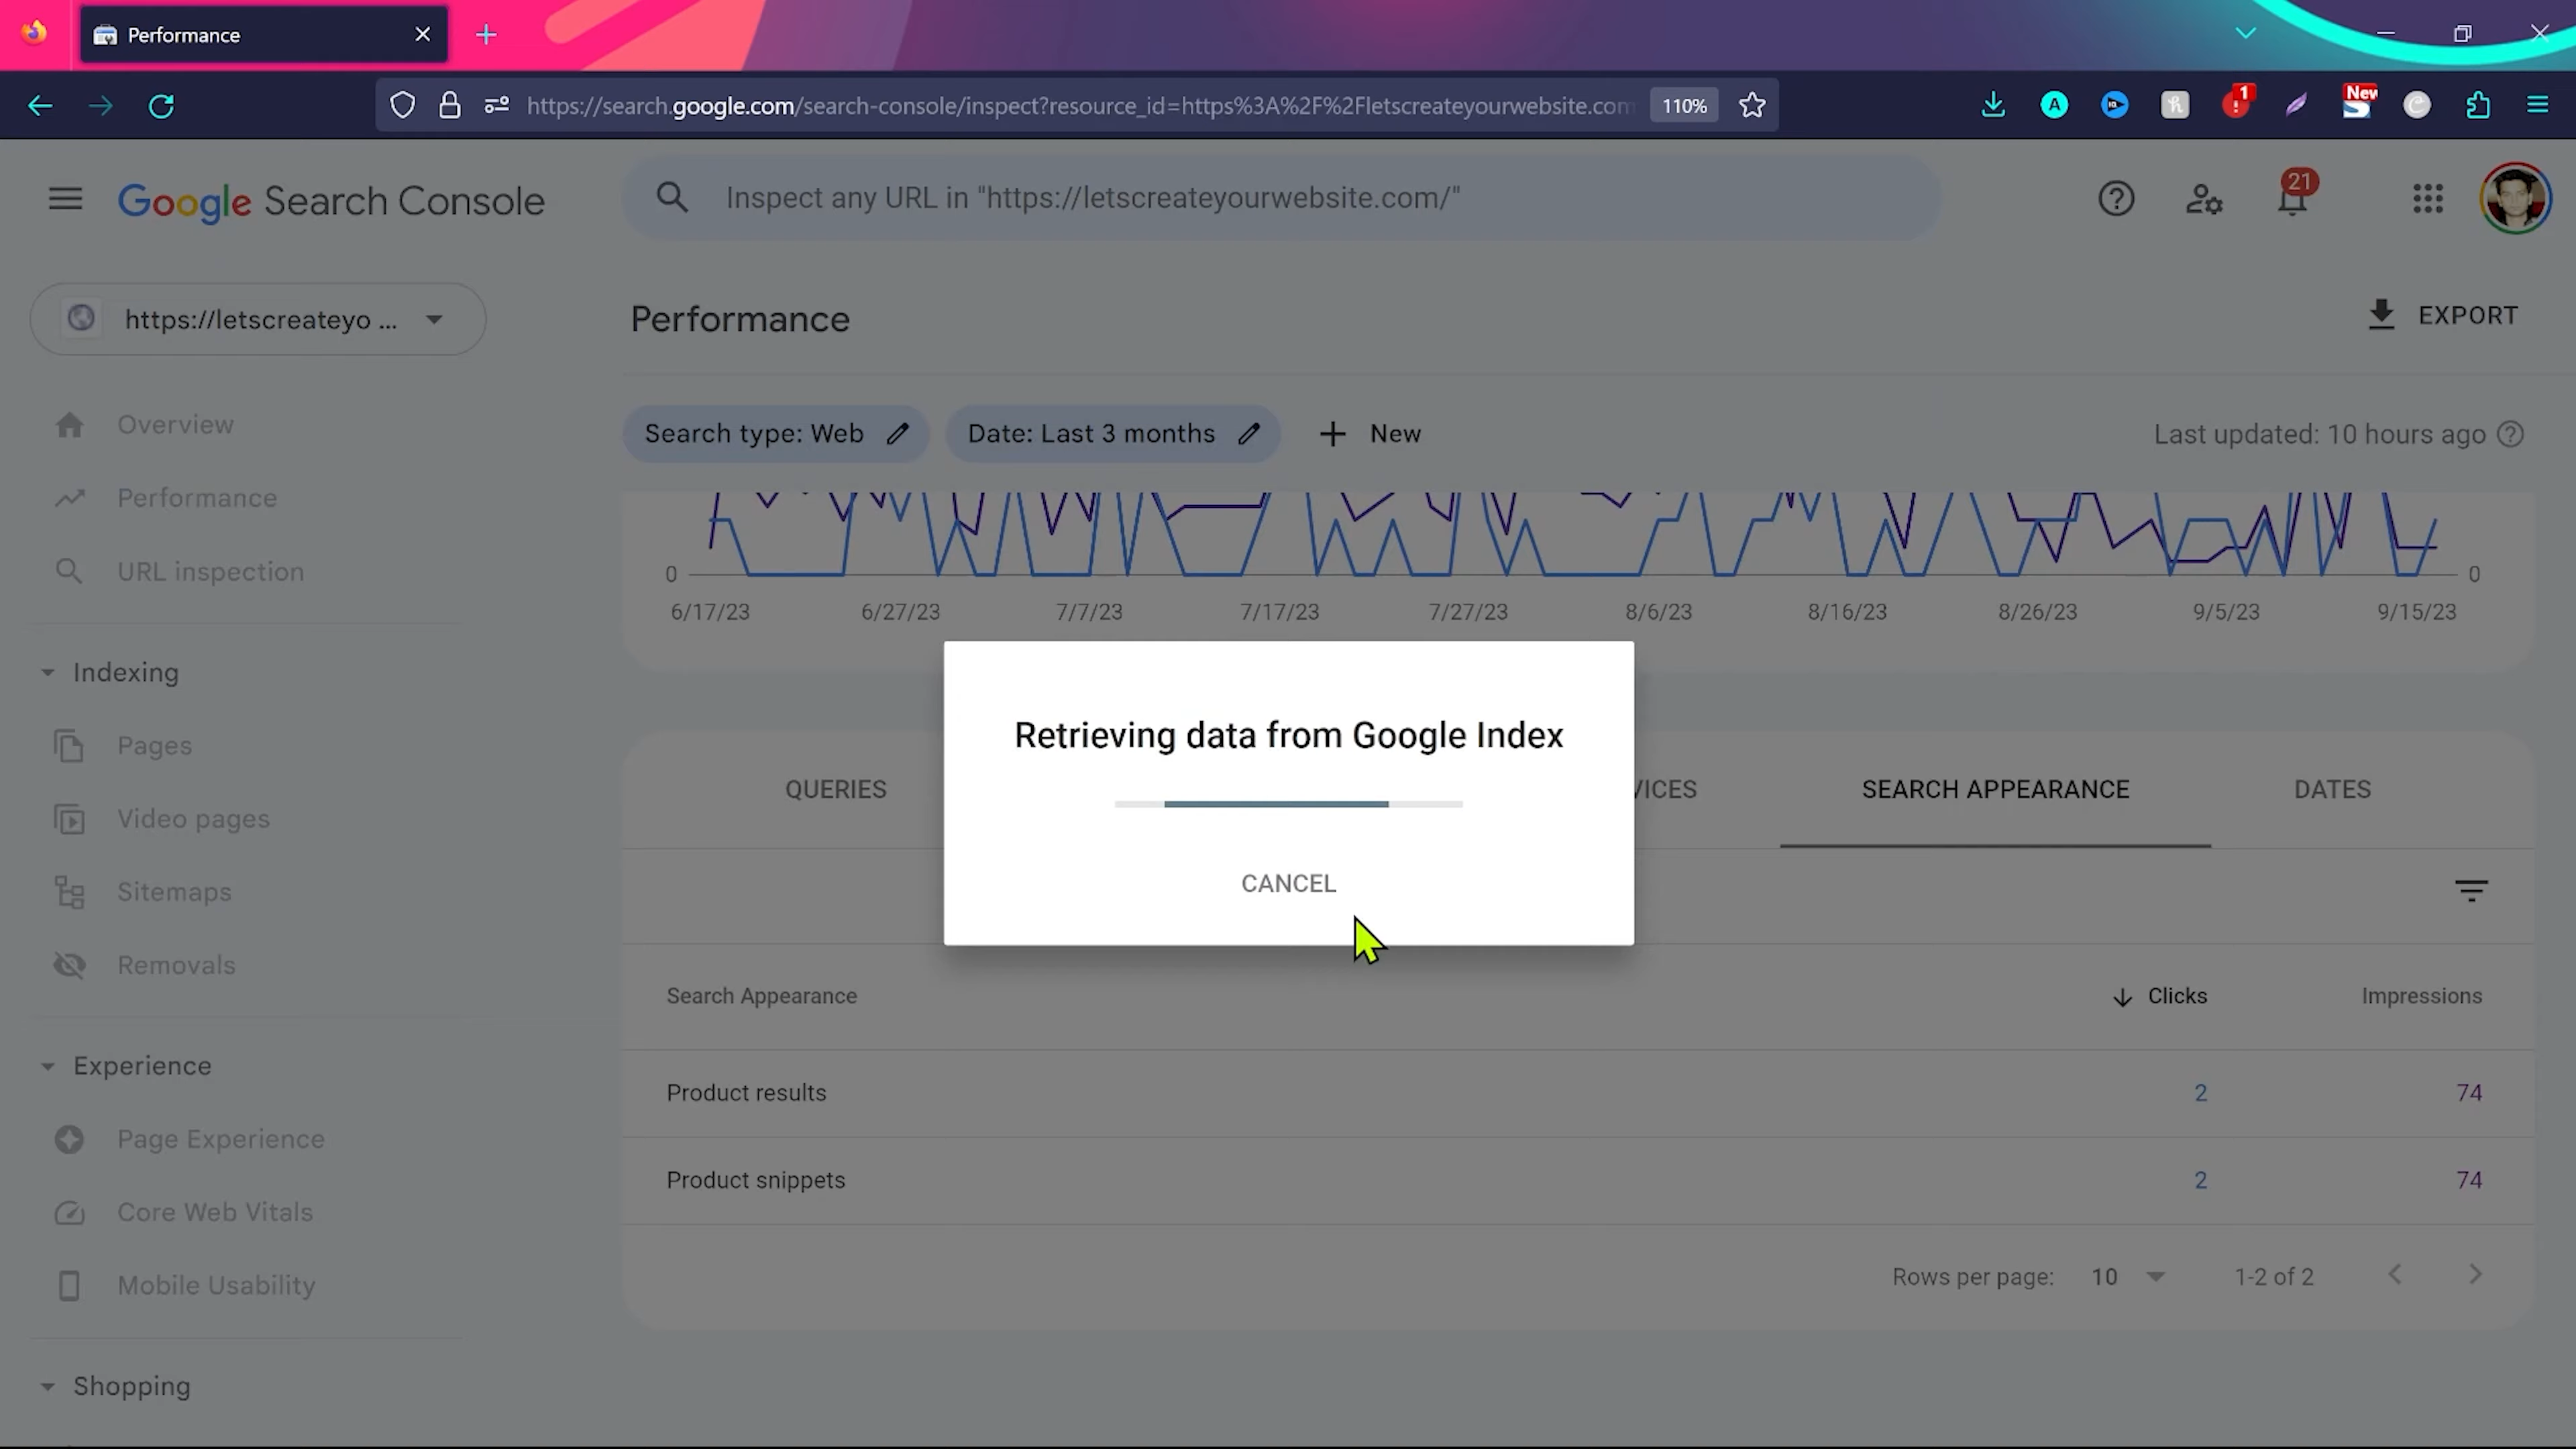 Performance
https://search.google.com/search-console/inspect?resource_id=https%3A%2F%2Fletscreateyourwebsite.com
110%
A
1
New
Google Search Console
Inspect any URL in "https://letscreateyourwebsite.com/"
21
https://letscreateyo ...
Performance
EXPORT
Overview
Search type: Web
Date: Last 3 months
New
Last updated: 10 hours ago
Performance
URL inspection
0
0
6/17/23 6/27/23 7/7/23 7/17/23 7/27/23 8/6/23 8/16/23 8/26/23 9/5/23 9/15/23
Indexing
Retrieving data from Google Index
Pages
QUERIES
VICES
SEARCH APPEARANCE
DATES
Video pages
CANCEL
Sitemaps
Removals
Search Appearance
Clicks
Impressions
Experience
Product results
2
74
Page Experience
Product snippets
2
74
Core Web Vitals
Mobile Usability
Rows per page: 10
1-2 of 2
Shopping